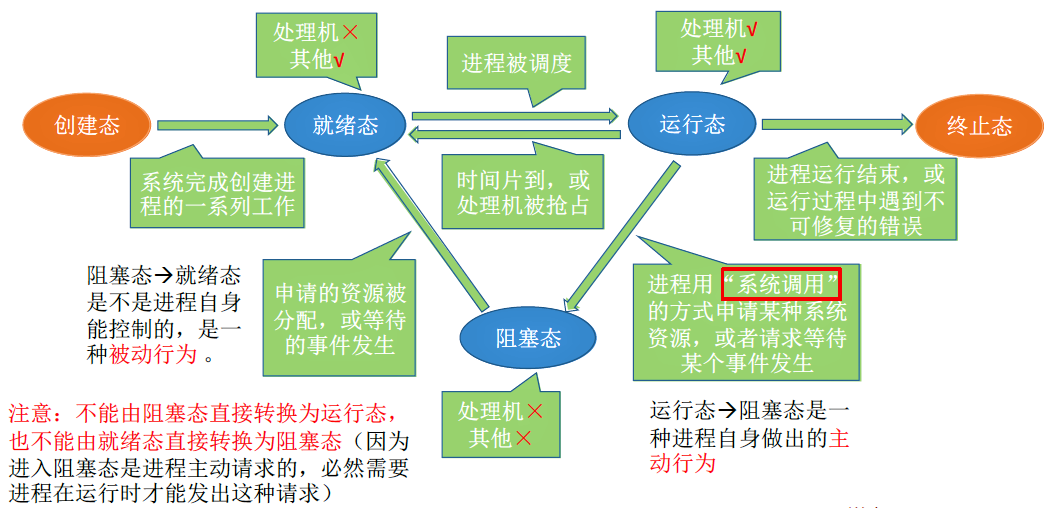 处理机×
其他√
进程被调度
处理机√
其他√
创建态
就绪态
运行态
终止态
系统完成创建进
程的一系列工作
时间片到，或
处理机被抢占
进程运行结束，或
运行过程中遇到不
可修复的错误
阻塞态→就绪态
是不是进程自身
能控制的，是一
种被动行为 。
申请的资源被
分配，或等待
的事件发生
阻塞态
进程用“系统调用”
的方式申请某种系统
资源，或者请求等待
某个事件发生
处理机×
其他×
注意：不能由阻塞态直接转换为运行态，
也不能由就绪态直接转换为阻塞态（因为
进入阻塞态是进程主动请求的，必然需要
进程在运行时才能发出这种请求）
运行态→阻塞态是一
种进程自身做出的主
动行为